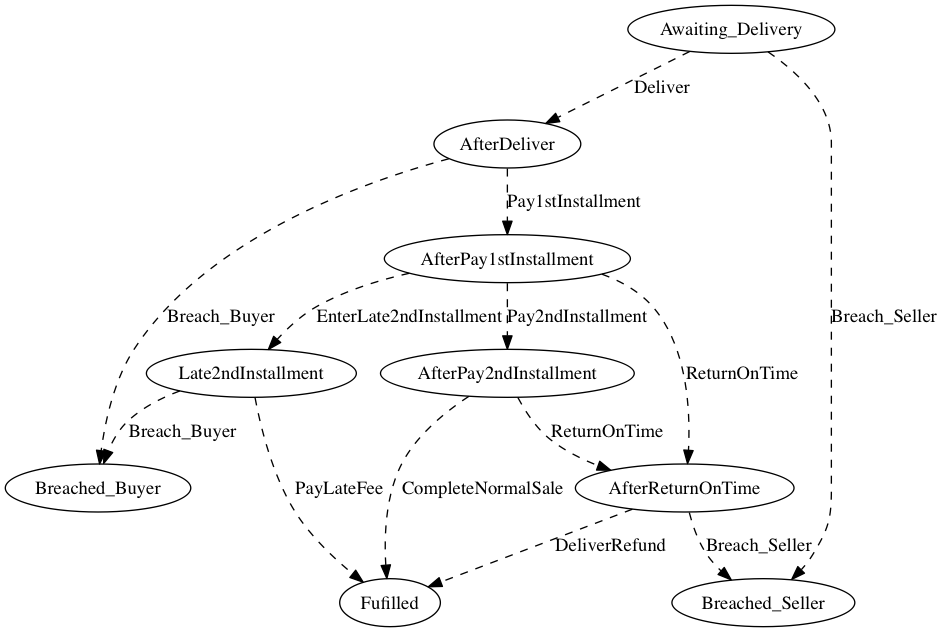 Awaiting_Delivery
Deliver
AfterDeliver
Pay1stInstallment
AfterPay1stInstallment
Breach_Buyer
EnterLate2ndInstallment
Pay2ndInstallment
Breach_Seller
Late2ndInstallment
AfterPay2ndInstallment
ReturnOnTime
Breach_Buyer
ReturnOnTime
Breached_Buyer
PayLateFee
CompleteNormalSale
AfterReturnOnTime
DeliverRefund
Breach_Seller
Fufilled
Breached_Seller